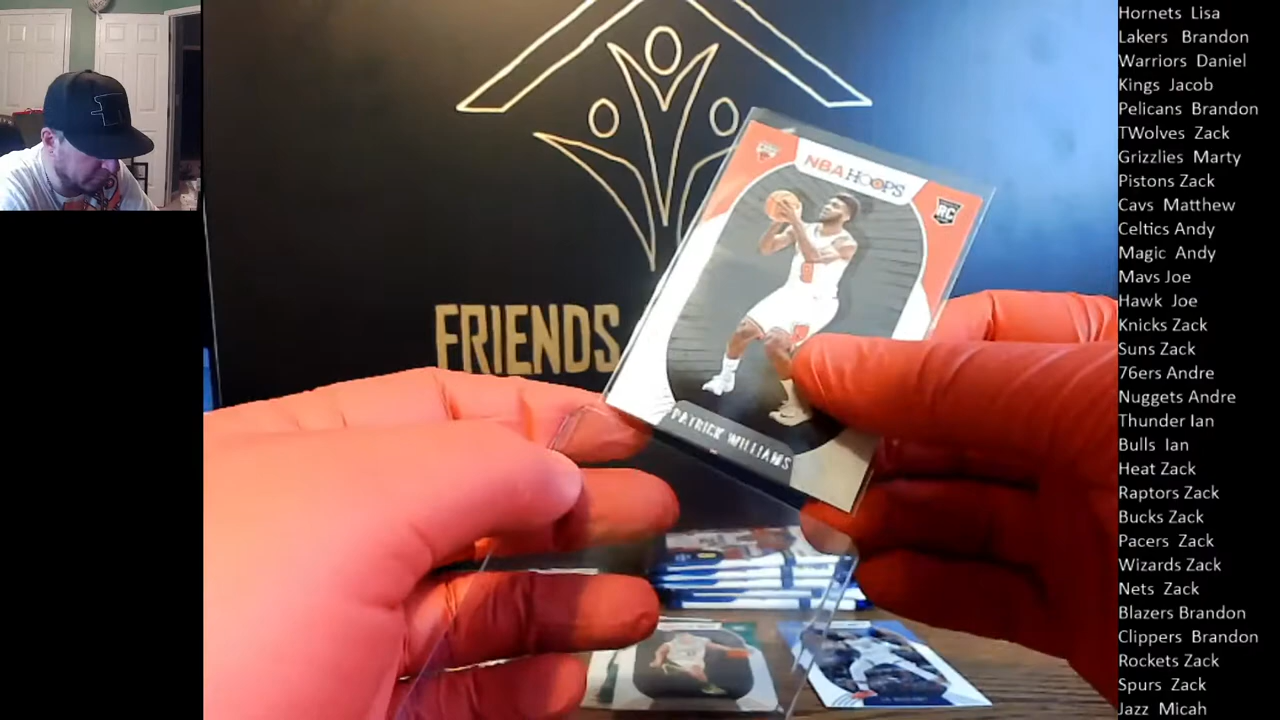 Hornets Lisa
Lakers Brandon
Warriors Daniel
Kings Jacob
Pelicans Brandon
TWolves Zack
Grizzlies Marty
Pistons Zack
Cavs Matthew
Celtics Andy
Magic Andy
Mavs Joe
Hawk Joe
Knicks Zack
Suns Zack
76ers Andre
Nuggets Andre
Thunder Ian
Bulls Ian
Heat Zack
Raptors Zack
Bucks Zack
Pacers Zack
Wizards Zack
Nets Zack
Blazers Brandon
Clippers Brandon
Rockets Zack
Spurs Zack
Jazz Micah
FRIENDS
NBA HOOPS
RC
PATRICK WILLIAMS